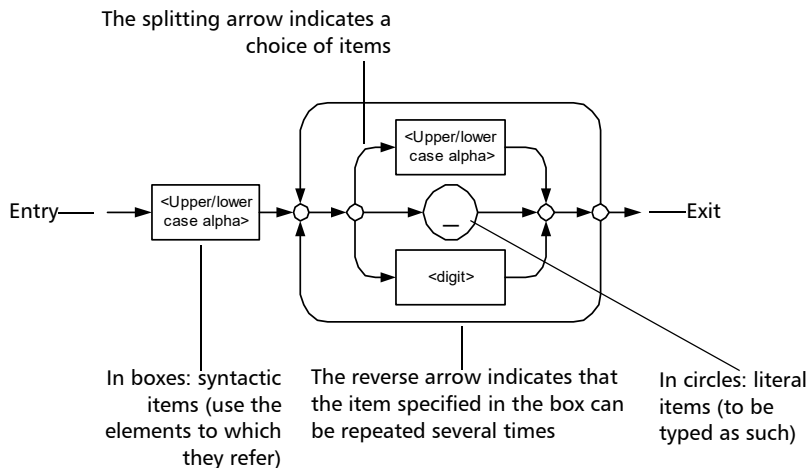 The splitting arrow indicates a
choice of items
<Upper/lower
case alpha>
Entry
<Upper/lower
case alpha>
_
Exit
<digit>
In boxes: syntactic
items (use the
elements to which
they refer)
The reverse arrow indicates that
the item specified in the box can
be repeated several times
In circles: literal
items (to be
typed as such)